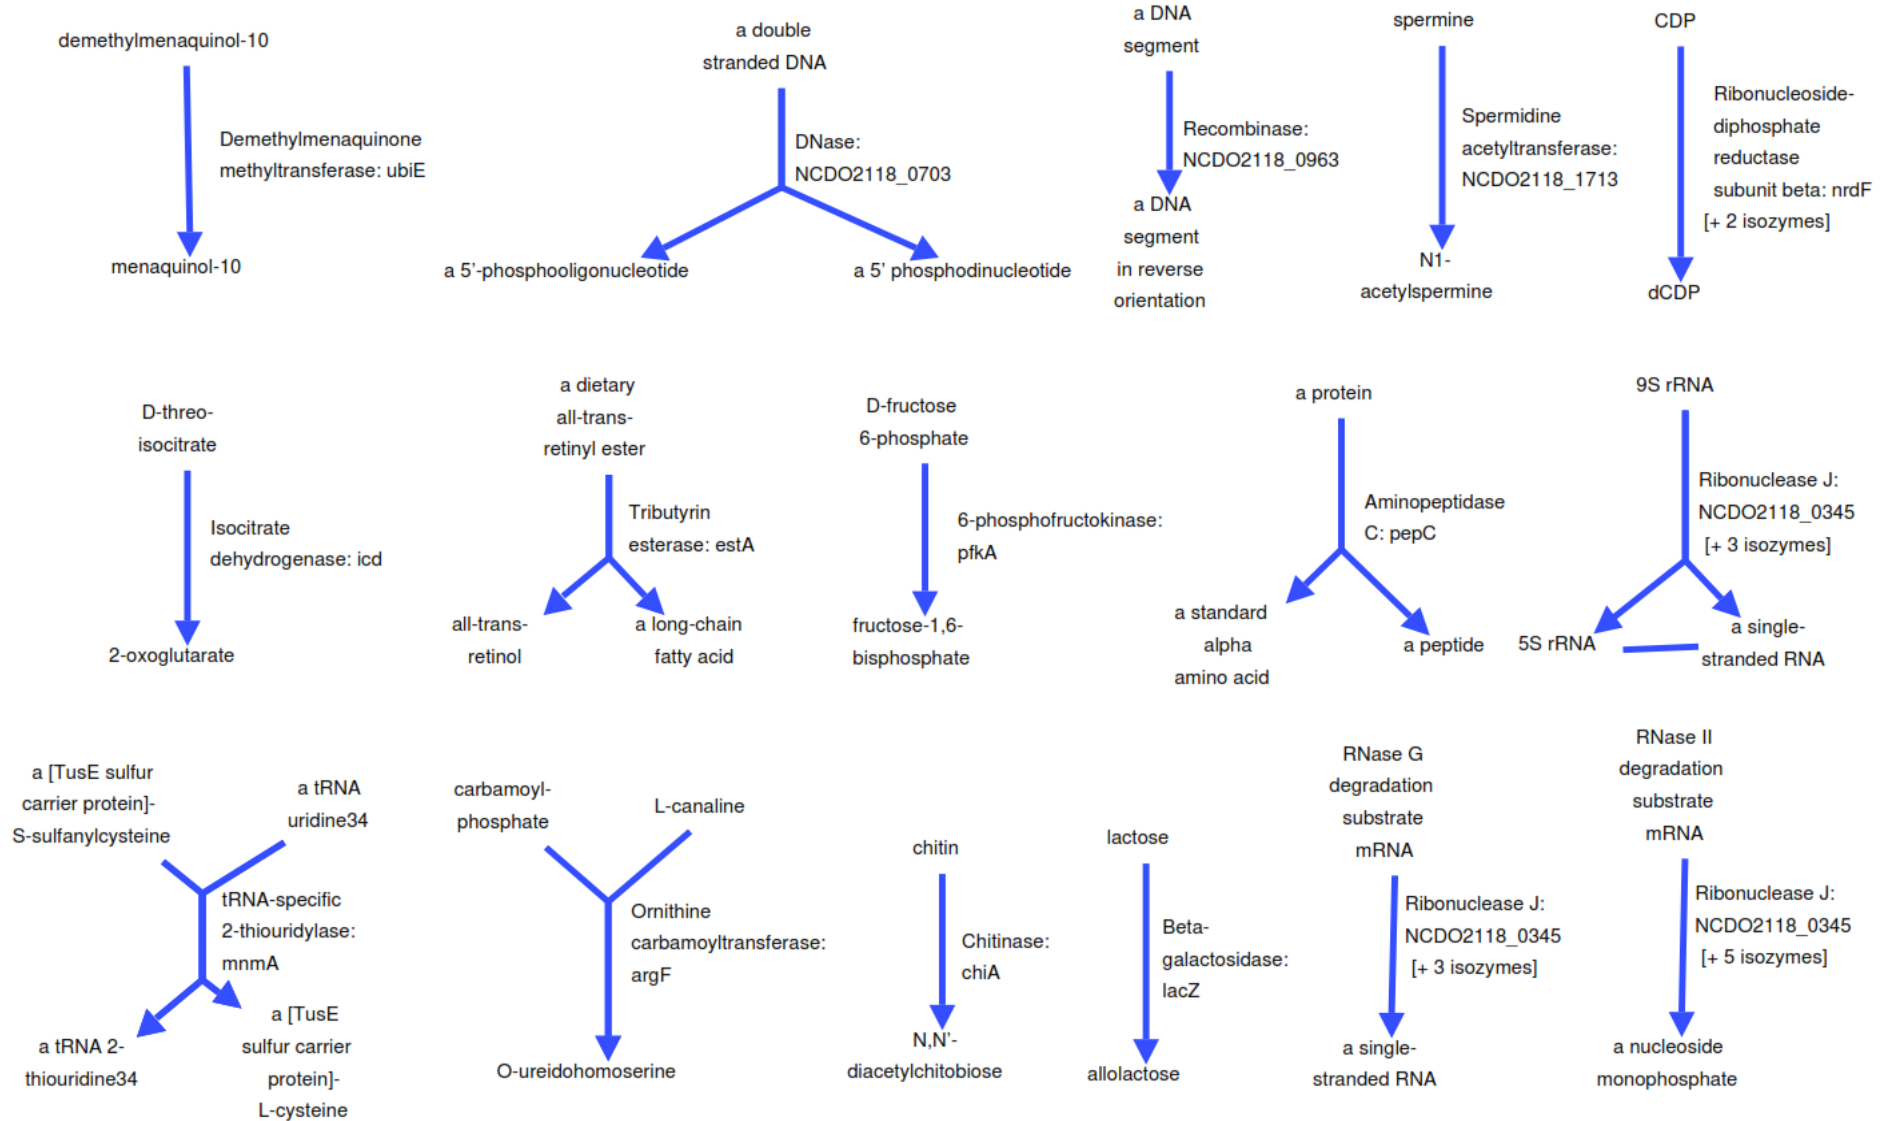 demethylmenaquinol-10
Demethylmenaquinone
methyltransferase: ubiE
menaquinol-10
a double
stranded DNA
DNase:
NCDO2118_0703
a 5'-phosphooligonucleotide
a 5' phosphodinucleotide
a DNA
segment
Recombinase:
NCDO2118_0963
a DNA
segment
in reverse
orientation
spermine
Spermidine
acetyltransferase:
NCDO2118_1713
N1-
acetylspermine
CDP
Ribonucleoside-
diphosphate
reductase
subunit beta: nrdF
[+ 2 isozymes]
dCDP
D-threo-
isocitrate
Isocitrate
dehydrogenase: icd
2-oxoglutarate
a dietary
all-trans-
retinyl ester
Tributyrin
esterase: estA
all-trans-
retinol
a long-chain
fatty acid
D-fructose
6-phosphate
6-phosphofructokinase:
pfkA
fructose-1,6-
bisphosphate
a protein
Aminopeptidase
C: pepC
a standard
alpha
amino acid
a peptide
9S rRNA
Ribonuclease J:
NCDO2118_0345
[+ 3 isozymes]
5S rRNA
a single-
stranded RNA
a [TusE sulfur
carrier protein]-
S-sulfanylcysteine
a tRNA
uridine34
tRNA-specific
2-thiouridylase:
mnmA
a tRNA 2-
thiouridine34
a [TusE
sulfur carrier
protein]-
L-cysteine
carbamoyl-
phosphate
L-canaline
Ornithine
carbamoyltransferase:
argF
O-ureidohomoserine
chitin
Chitinase:
chiA
N,N'-
diacetylchitobiose
lactose
Beta-
galactosidase:
lacZ
allolactose
RNase G
degradation
substrate
mRNA
Ribonuclease J:
NCDO2118_0345
[+ 3 isozymes]
a single-
stranded RNA
RNase II
degradation
substrate
mRNA
Ribonuclease J:
NCDO2118_0345
[+ 5 isozymes]
a nucleoside
monophosphate